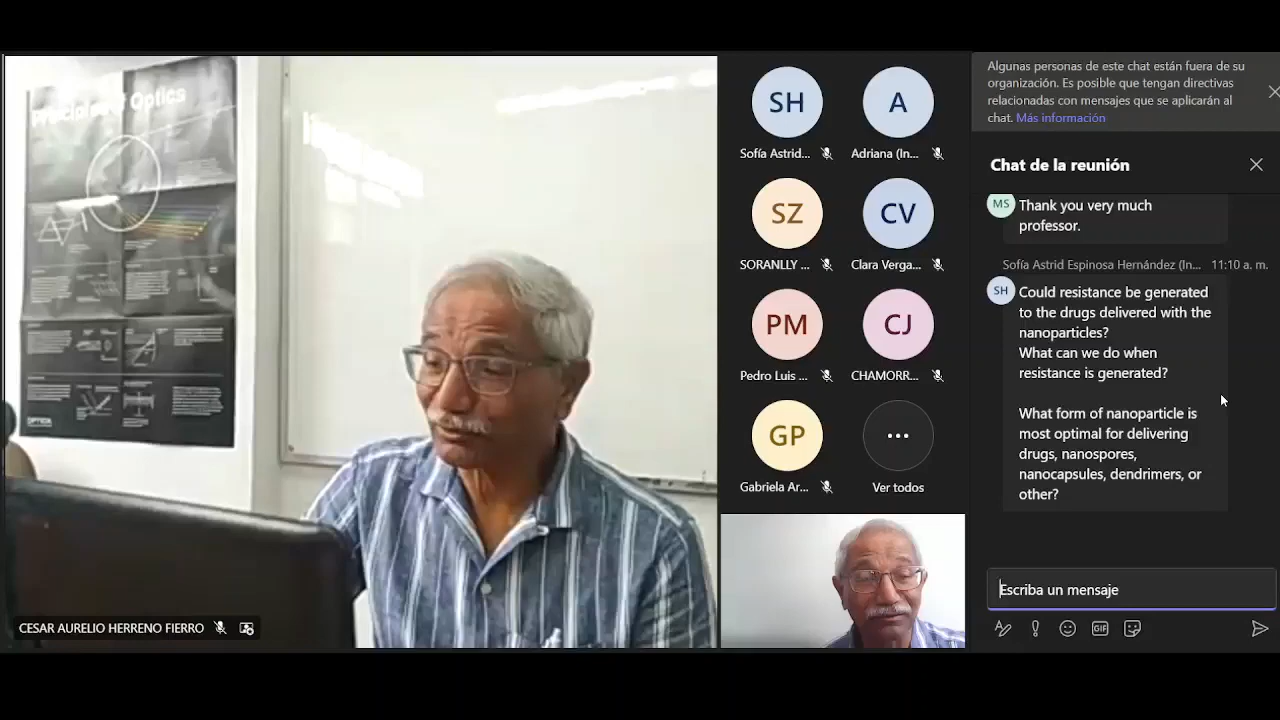 Principles of Optics
OPTICA
CESAR AURELIO HERRENO FIERRO
SH
Sofía Astrid...
A
Adriana (In...
SZ
SORANLLY ...
CV
Clara Verga...
PM
Pedro Luis ...
CJ
CHAMORR...
GP
Gabriela Ar...
Ver todos
Algunas personas de este chat están fuera de su
organización. Es posible que tengan directivas
relacionadas con mensajes que se aplicarán al
chat. Más información
Chat de la reunión
MS
Thank you very much
professor.
Sofía Astrid Espinosa Hernández (In... 11:10 a. m.
SH
Could resistance be generated
to the drugs delivered with the
nanoparticles?
What can we do when
resistance is generated?
What form of nanoparticle is
most optimal for delivering
drugs, nanospores,
nanocapsules, dendrimers, or
other?
Escriba un mensaje
GIF